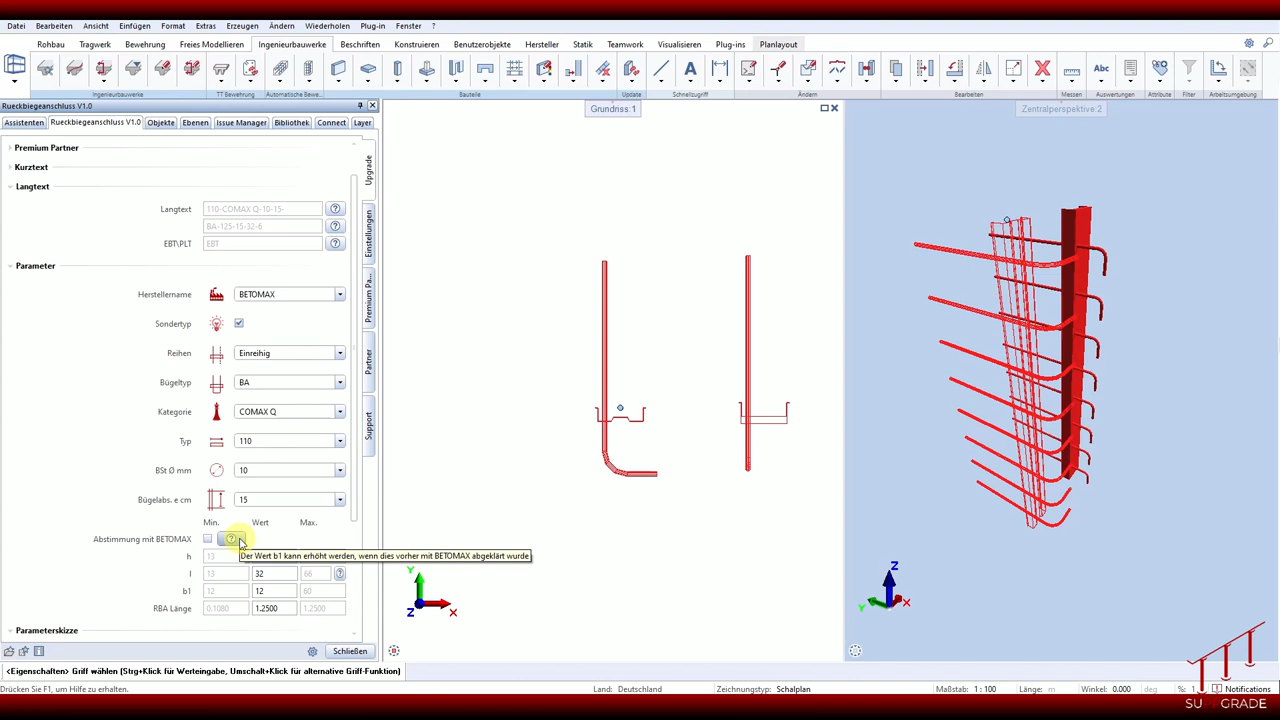 Datei Bearbeiten Ansicht Einfügen Format Extras Erzeugen Ändern Wiederholen Plug-in Fenster ?
Rohbau Tragwerk Bewehrung Freies Modellieren Ingenieurbauwerke Beschriften Konstruieren Benutzerobjekte Hersteller Statik Teamwork Visualisieren Plug-ins Planlayout
Abc
Ingenieurbauwerke TT Bewehrung Automatische Bewe... Bauteile Update Schnelzugriff Ändern Bearbeiten Messen Auswertungen Attribute Filter Arbeitsumgebung
Rueckbiegeanschluss V1.0
Assistenten Rueckbiegeanschluss V1.0 Objekte Ebenen Issue Manager Bibliothek Connect Layer
Grundriss:1
Zentralperspektive:2
Premium Partner
Kurztext
Langtext
Langtext 110-COMAX Q-10-15-
BA-125-15-32-6
EBT\PLT EBT
Parameter
Herstellername BETOMAX
Sondertyp
Reihen Einreihig
Bügeltyp BA
Kategorie COMAX Q
Typ 110
BSt Ø mm 10
Bügelabs. e cm 15
Min. Wert Max.
Abstimmung mit BETOMAX
Der Wert b1 kann erhöht werden, wenn dies vorher mit BETOMAX abgeklärt wurde
h 13
l 13 32 66
b1 12 12 60
RBA Länge 0.1080 1.2500 1.2500
Parameterskizze
Schließen
Upgrade
Einstellungen
Premium Pa...
Partner
Support
Y
Z
X
Z
Y
X
<Eigenschaften> Griff wählen (Strg+Klick für Werteingabe, Umschalt+Klick für alternative Griff-Funktion)
Drücken Sie F1, um Hilfe zu erhalten. Land: Deutschland Zeichnungstyp: Schalplan Maßstab: 1 : 100 Länge: m Winkel: 0.000 deg %: 1 Notifications
SUPPGRADE